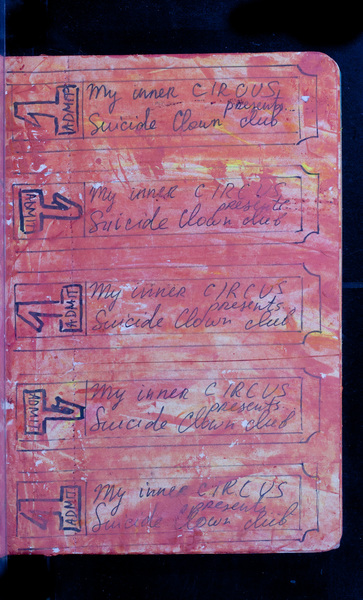 1
ADMIT
My inner CIRCUS
presents...
Suicide Clown club
1
ADMIT
My inner CIRCUS
presents...
Suicide Clown club
1
ADMIT
My inner CIRCUS
presents
Suicide Clown club
1
ADMIT
My inner CIRCUS
presents
Suicide Clown club
1
ADMIT
My inner CIRCUS
presents
Suicide Clown club